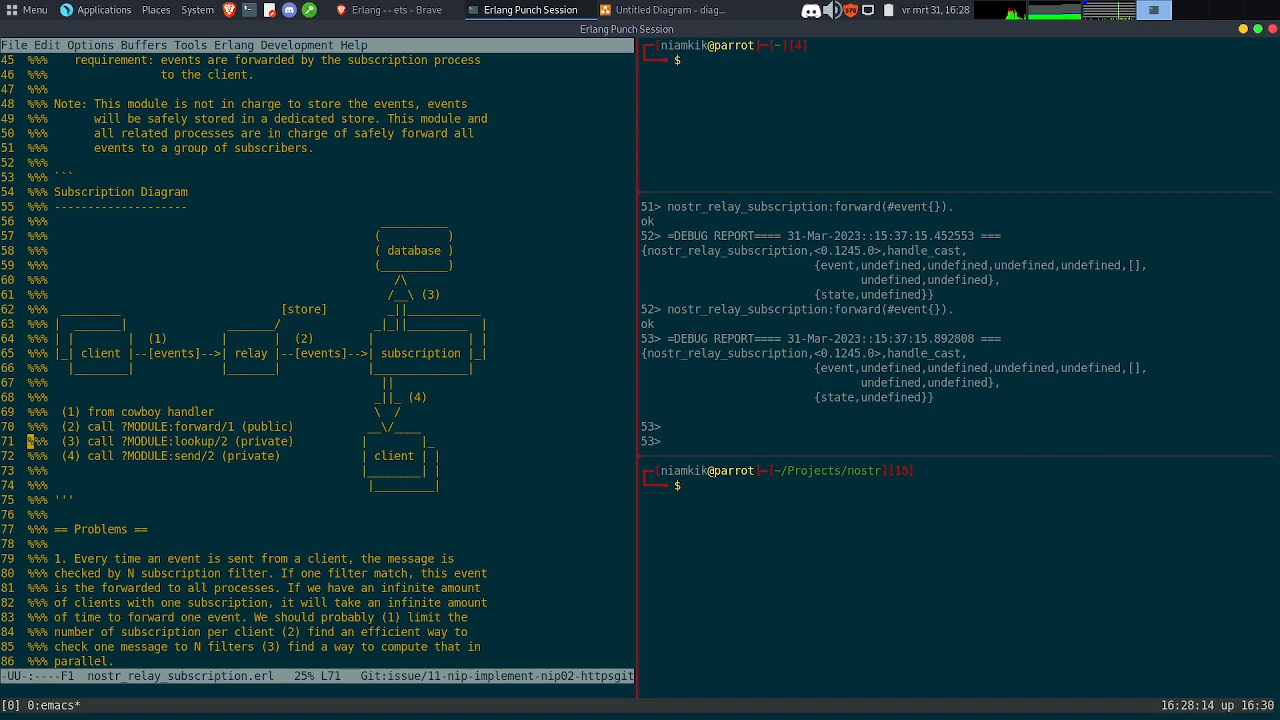 Menu Applications Places System Erlang -- ets - Brave Erlang Punch Session Untitled Diagram - diag... vr mrt 31, 16:28
Erlang Punch Session
File Edit Options Buffers Tools Erlang Development Help
45 %%% requirement: events are forwarded by the subscription process
46 %%% to the client.
47 %%%
48 %%% Note: This module is not in charge to store the events, events
49 %%% will be safely stored in a dedicated store. This module and
50 %%% all related processes are in charge of safely forward all
51 %%% events to a group of subscribers.
52 %%%
53 %%% ```
54 %%% Subscription Diagram
55 %%% --------------------
56 %%% __________
57 %%% ( )
58 %%% ( database )
59 %%% (__________)
60 %%% /\
61 %%% /__\ (3)
62 %%% _________ [store] _||___________
63 %%% | _______| _______/ _|_||_________ |
64 %%% | | | (1) | | (2) | | |
65 %%% |_| client |--[events]-->| relay |--[events]-->| subscription |_|
66 %%% |________| |_______| |______________|
67 %%% ||
68 %%% _||_ (4)
69 %%% (1) from cowboy handler \ /
70 %%% (2) call ?MODULE:forward/1 (public) __\/____
71 %%% (3) call ?MODULE:lookup/2 (private) | |_
72 %%% (4) call ?MODULE:send/2 (private) | client | |
73 %%% |________| |
74 %%% |_________|
75 %%% '''
76 %%%
77 %%% == Problems ==
78 %%%
79 %%% 1. Every time an event is sent from a client, the message is
80 %%% checked by N subscription filter. If one filter match, this event
81 %%% is the forwarded to all processes. If we have an infinite amount
82 %%% of clients with one subscription, it will take an infinite amount
83 %%% of time to forward one event. We should probably (1) limit the
84 %%% number of subscription per client (2) find an efficient way to
85 %%% check one message to N filters (3) find a way to compute that in
86 %%% parallel.
-UU-:----F1 nostr_relay_subscription.erl 25% L71 Git:issue/11-nip-implement-nip02-httpsgit
[niamkik@parrot]-[~][4]
$
51> nostr_relay_subscription:forward(#event{}).
ok
52> =DEBUG REPORT==== 31-Mar-2023::15:37:15.452553 ===
{nostr_relay_subscription,<0.1245.0>,handle_cast,
{event,undefined,undefined,undefined,undefined,[],
undefined,undefined},
{state,undefined}}
52> nostr_relay_subscription:forward(#event{}).
ok
53> =DEBUG REPORT==== 31-Mar-2023::15:37:15.892808 ===
{nostr_relay_subscription,<0.1245.0>,handle_cast,
{event,undefined,undefined,undefined,undefined,[],
undefined,undefined},
{state,undefined}}
53>
53>
[niamkik@parrot]-[~/Projects/nostr][18]
$
[0] 0:emacs* 16:28:14 up 16:30